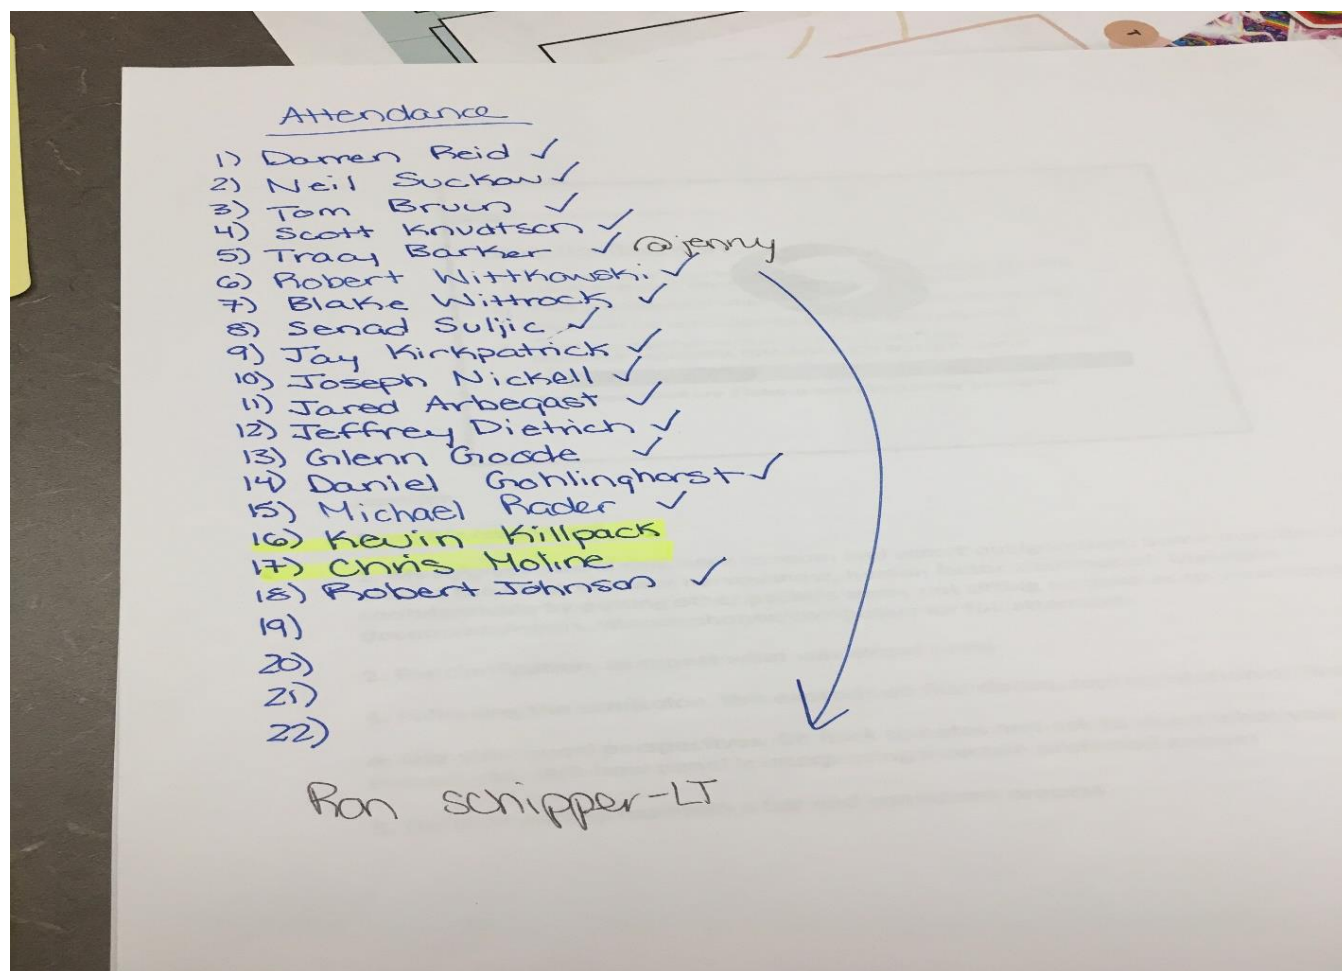 Attendance
1) Darren Reid ✓
2) Neil Suckow ✓
3) Tom Bruun ✓
4) Scott Knudtson ✓
5) Tracy Barker ✓ @jenny
6) Robert Wittkowski ✓
7) Blake Wittrock ✓
8) Senad Suljic ✓
9) Jay Kirkpatrick ✓
10) Joseph Nickell ✓
11) Jared Arbegast ✓
12) Jeffrey Dietrich ✓
13) Glenn Goode ✓
14) Daniel Gohlinghorst ✓
15) Michael Rader ✓
16) Kevin Killpack
17) Chris Moline
18) Robert Johnson ✓
19)
20)
21)
22)
Ron schipper-LT